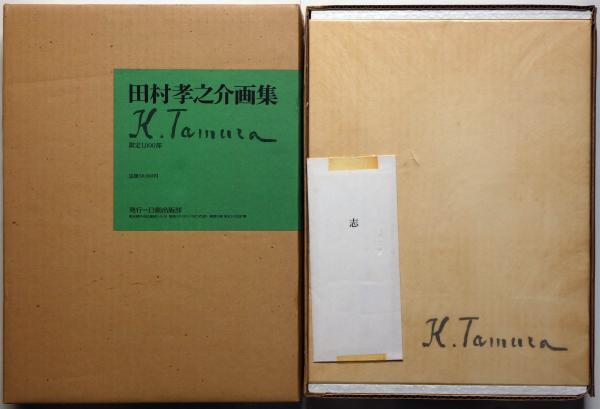 田村孝之介画集
K. Tamura
限定1,000部
発行=日動出版部
志
K. Tamura